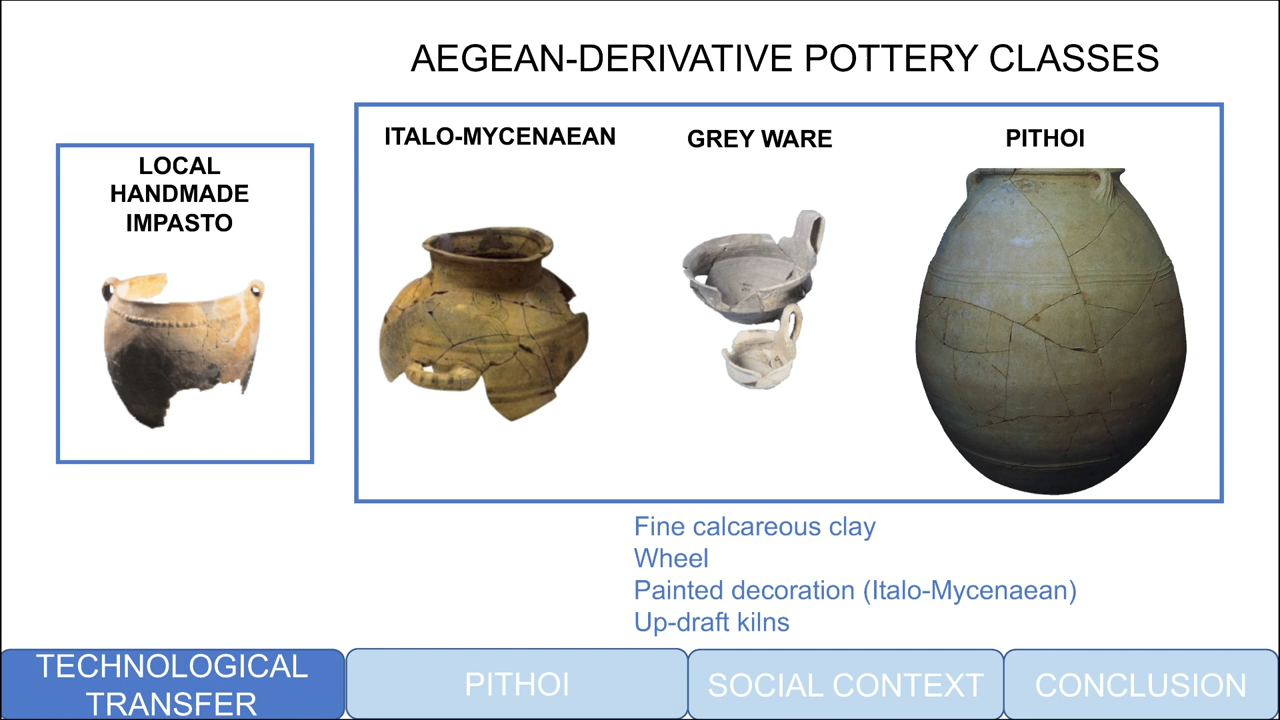 AEGEAN-DERIVATIVE POTTERY CLASSES
LOCAL
HANDMADE
IMPASTO
ITALO-MYCENAEAN
GREY WARE
PITHOI
Fine calcareous clay
Wheel
Painted decoration (Italo-Mycenaean)
Up-draft kilns
TECHNOLOGICAL
TRANSFER
PITHOI
SOCIAL CONTEXT
CONCLUSION